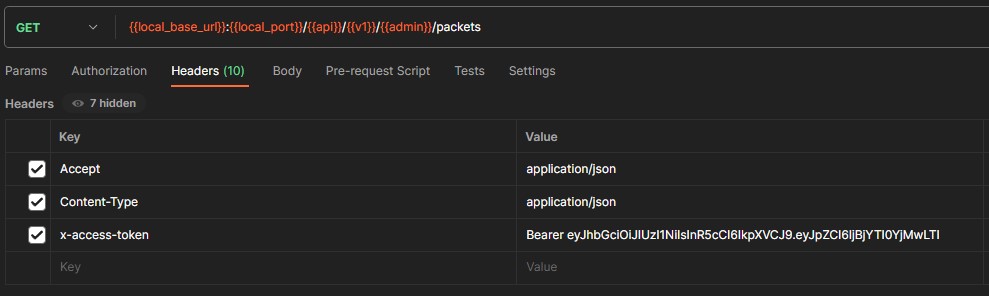 GET {{local_base_url}}:{{local_port}}/{{api}}/{{v1}}/{{admin}}/packets
Params Authorization Headers (10) Body Pre-request Script Tests Settings
Headers 7 hidden
Key Value
Accept application/json
Content-Type application/json
x-access-token Bearer eyJhbGciOiJIUzI1NiIsInR5cCI6IkpXVCJ9.eyJpZCI6IjBjYTI0YjMwLTI
Key Value